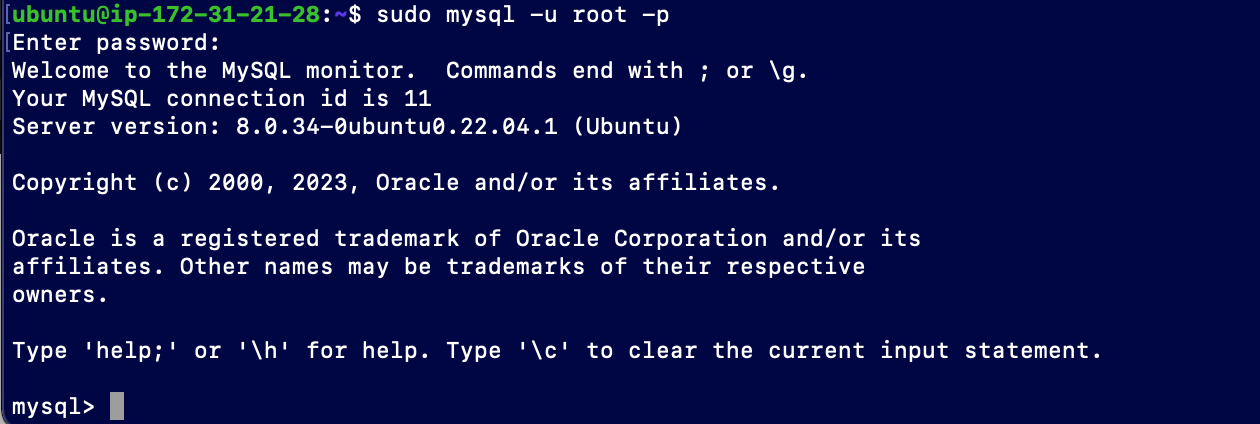 [ubuntu@ip-172-31-21-28:~$ sudo mysql -u root -p
[Enter password:
Welcome to the MySQL monitor.  Commands end with ; or \g.
Your MySQL connection id is 11
Server version: 8.0.34-0ubuntu0.22.04.1 (Ubuntu)

Copyright (c) 2000, 2023, Oracle and/or its affiliates.

Oracle is a registered trademark of Oracle Corporation and/or its
affiliates. Other names may be trademarks of their respective
owners.

Type 'help;' or '\h' for help. Type '\c' to clear the current input statement.

mysql>